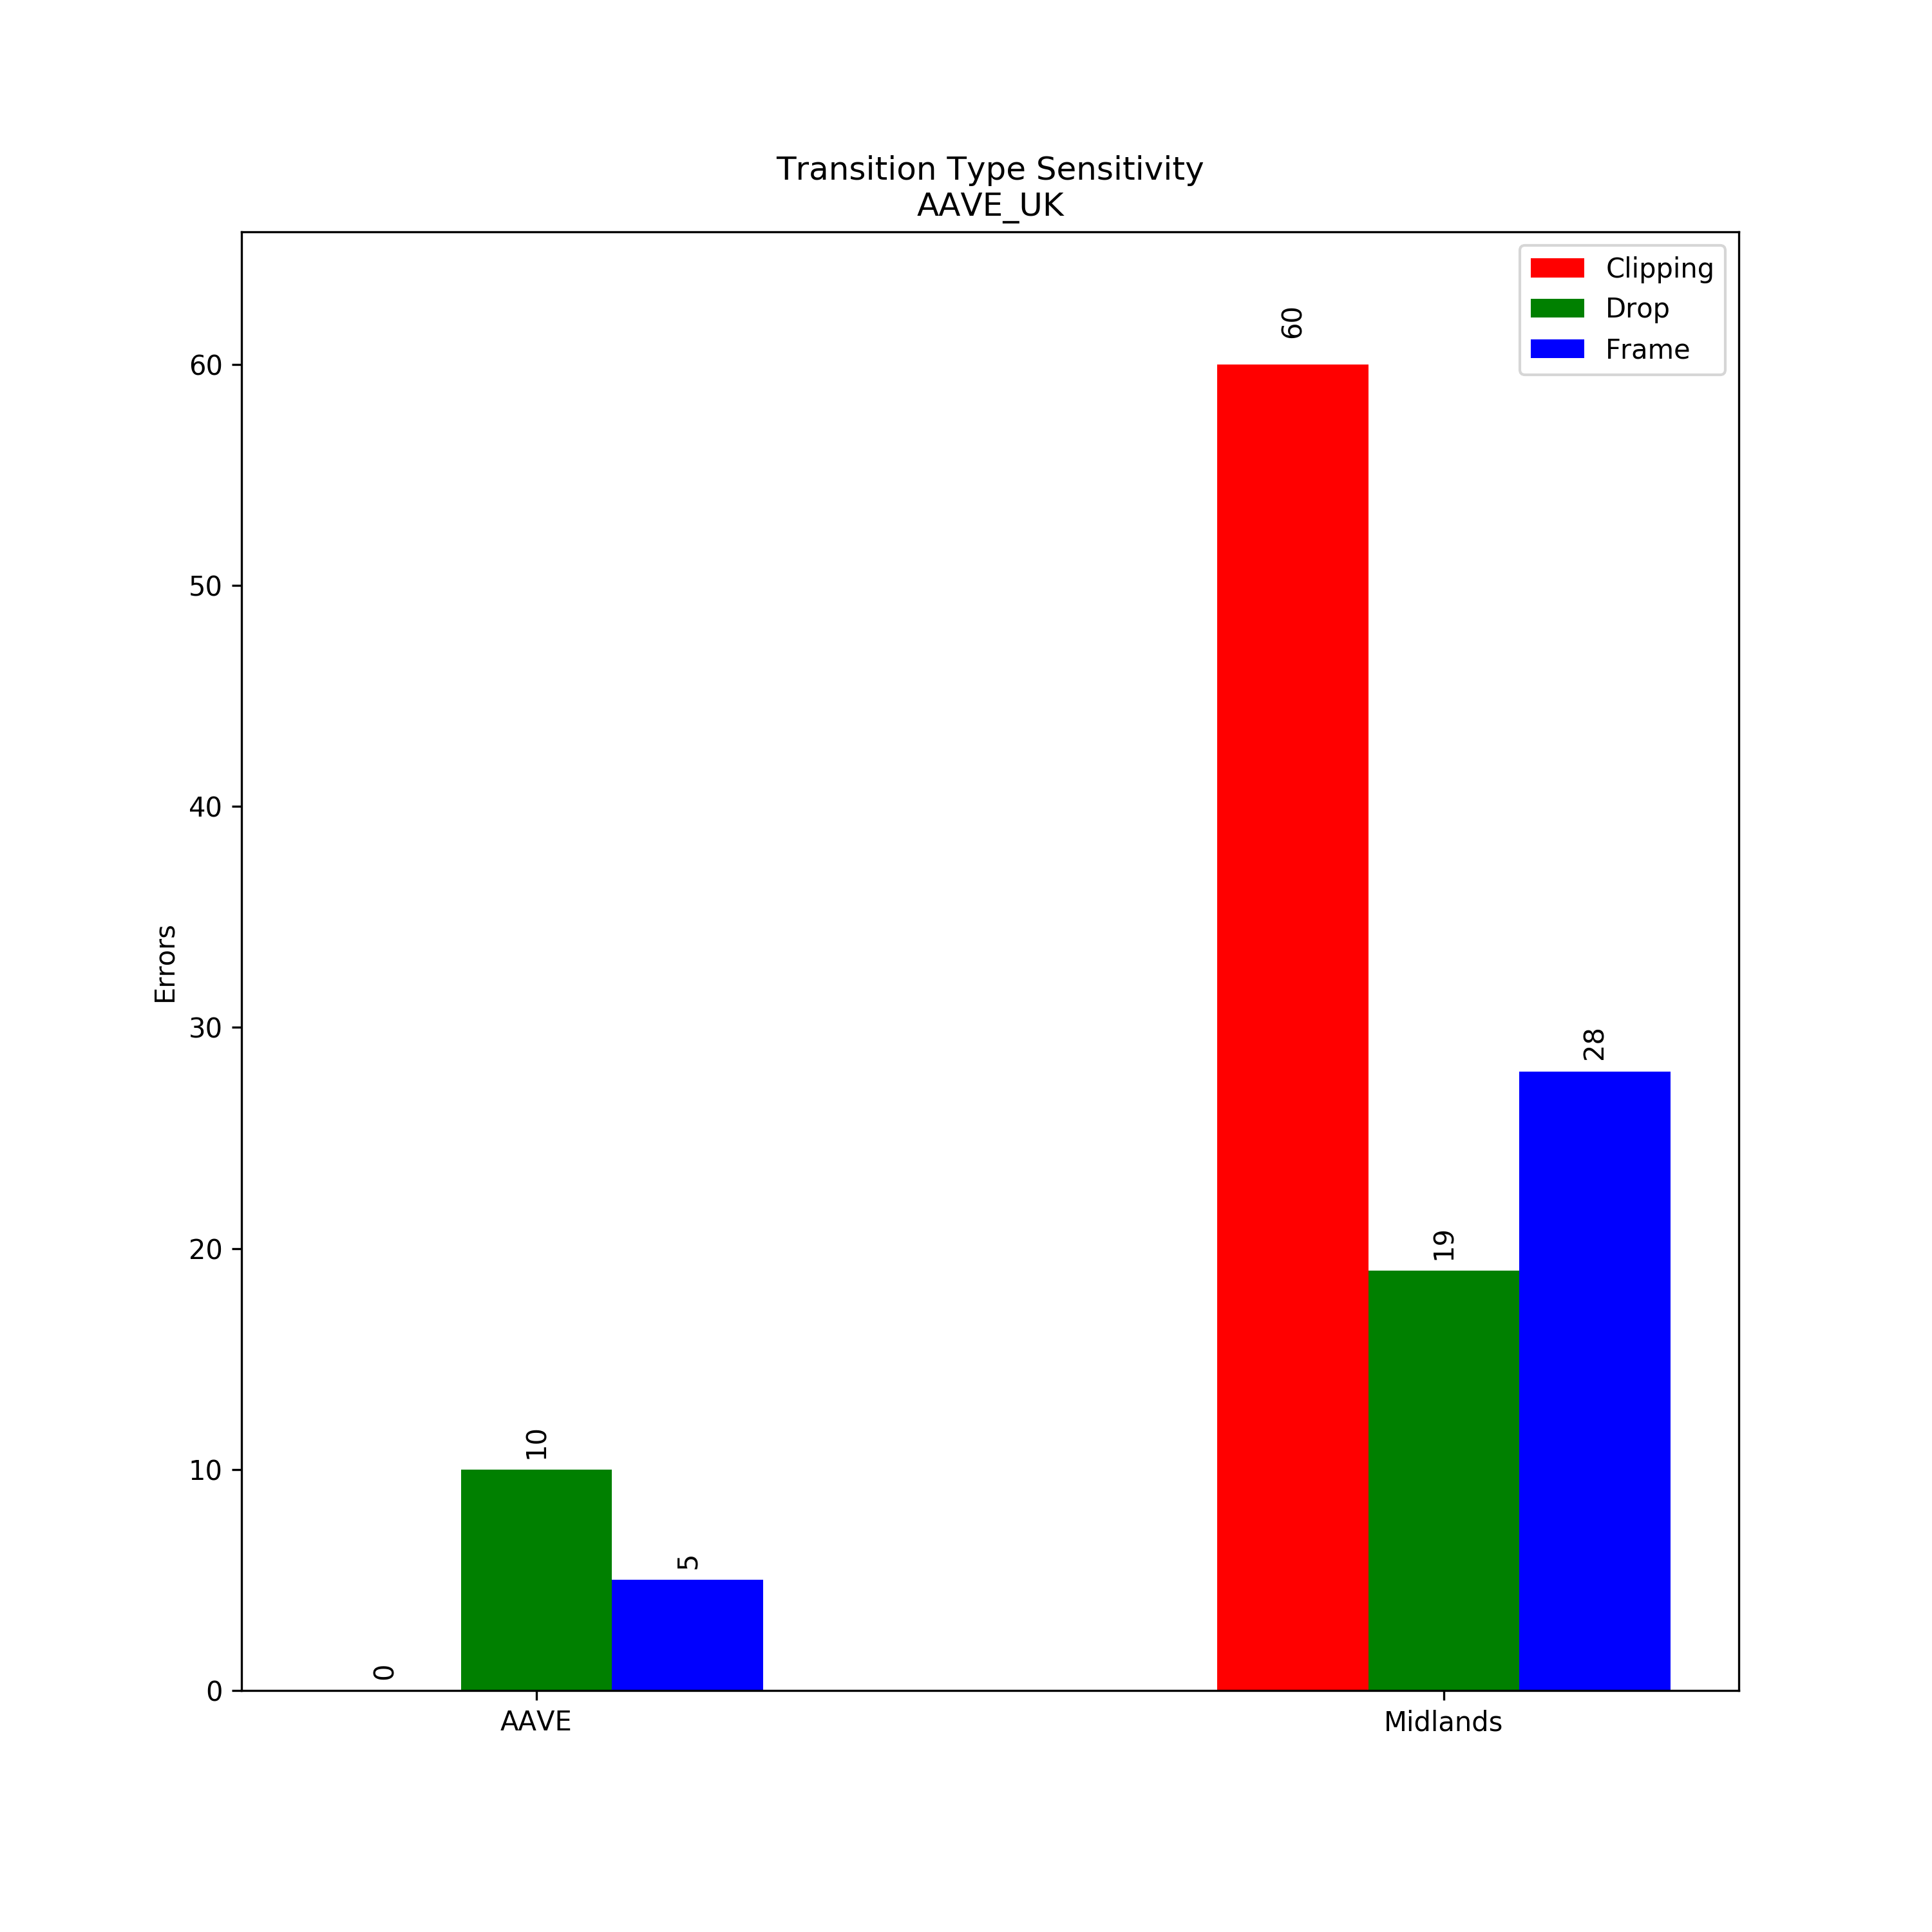 Transition Type Sensitivity
AAVE_UK
Clipping
Drop
Frame
60
50
40
30
20
10
0
Errors
0
10
5
60
19
28
AAVE
Midlands